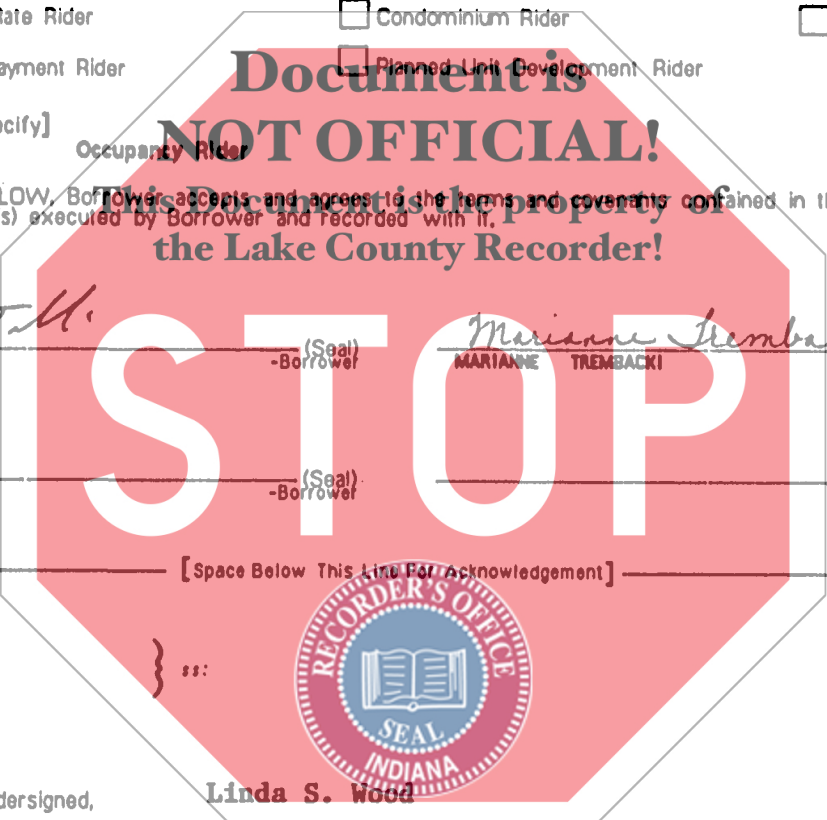 ate Rider Condominium Rider
ayment Rider Planned Unit Development Rider
Document is
ecify]
NOT OFFICIAL!
Occupancy Rider
LOW, Borrower accepts and agrees to the terms and covenants contained in th
This Document is the property of
s) executed by Borrower and recorded with it.
the Lake County Recorder!
Marianne Tremba
(Seal)
-Borrower MARIANNE TREMBACKI
STOP
(Seal)
-Borrower
[Space Below This Line For Acknowledgement]
RECORDER'S OFFICE
} ss:
SEAL
INDIANA
dersigned, Linda S. Wood